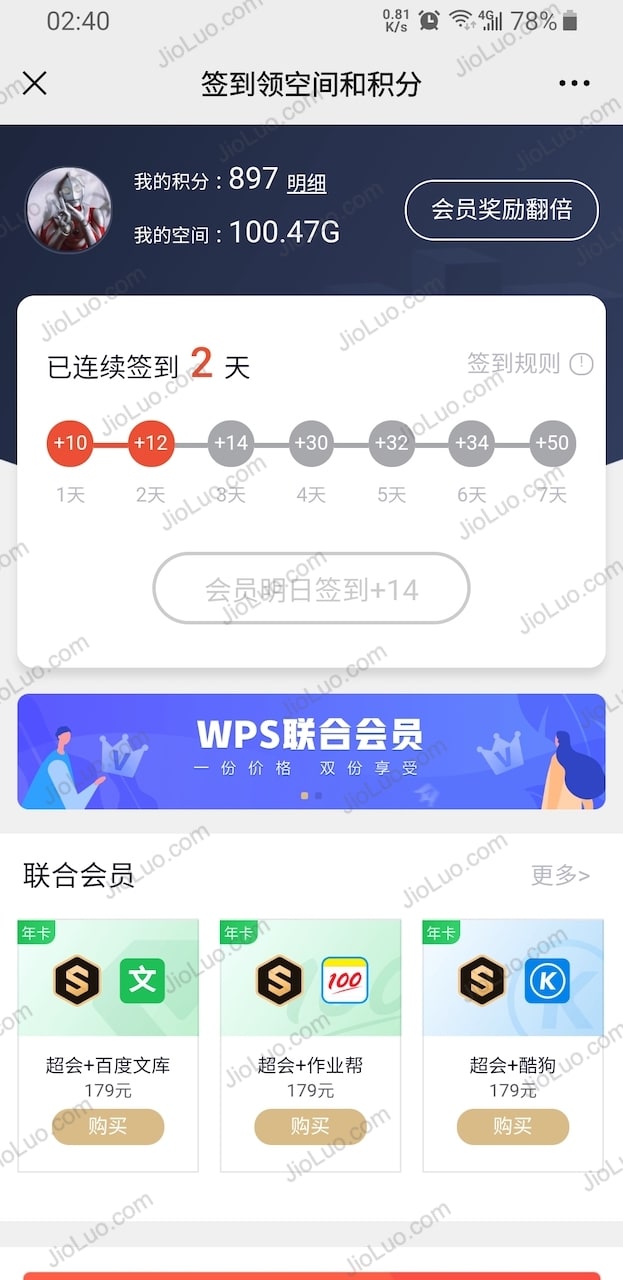 02:40
0.81 K/s 4G 78%
签到领空间和积分
我的积分：897 明细
我的空间：100.47G
会员奖励翻倍
已连续签到 2 天
签到规则
+10 +12 +14 +30 +32 +34 +50
1天 2天 3天 4天 5天 6天 7天
会员明日签到+14
WPS联合会员
一份价格 双份享受
联合会员
更多>
年卡 年卡 年卡
S 文 S 100 S K
超会+百度文库 超会+作业帮 超会+酷狗
179元 179元 179元
购买 购买 购买
JioLuo.com